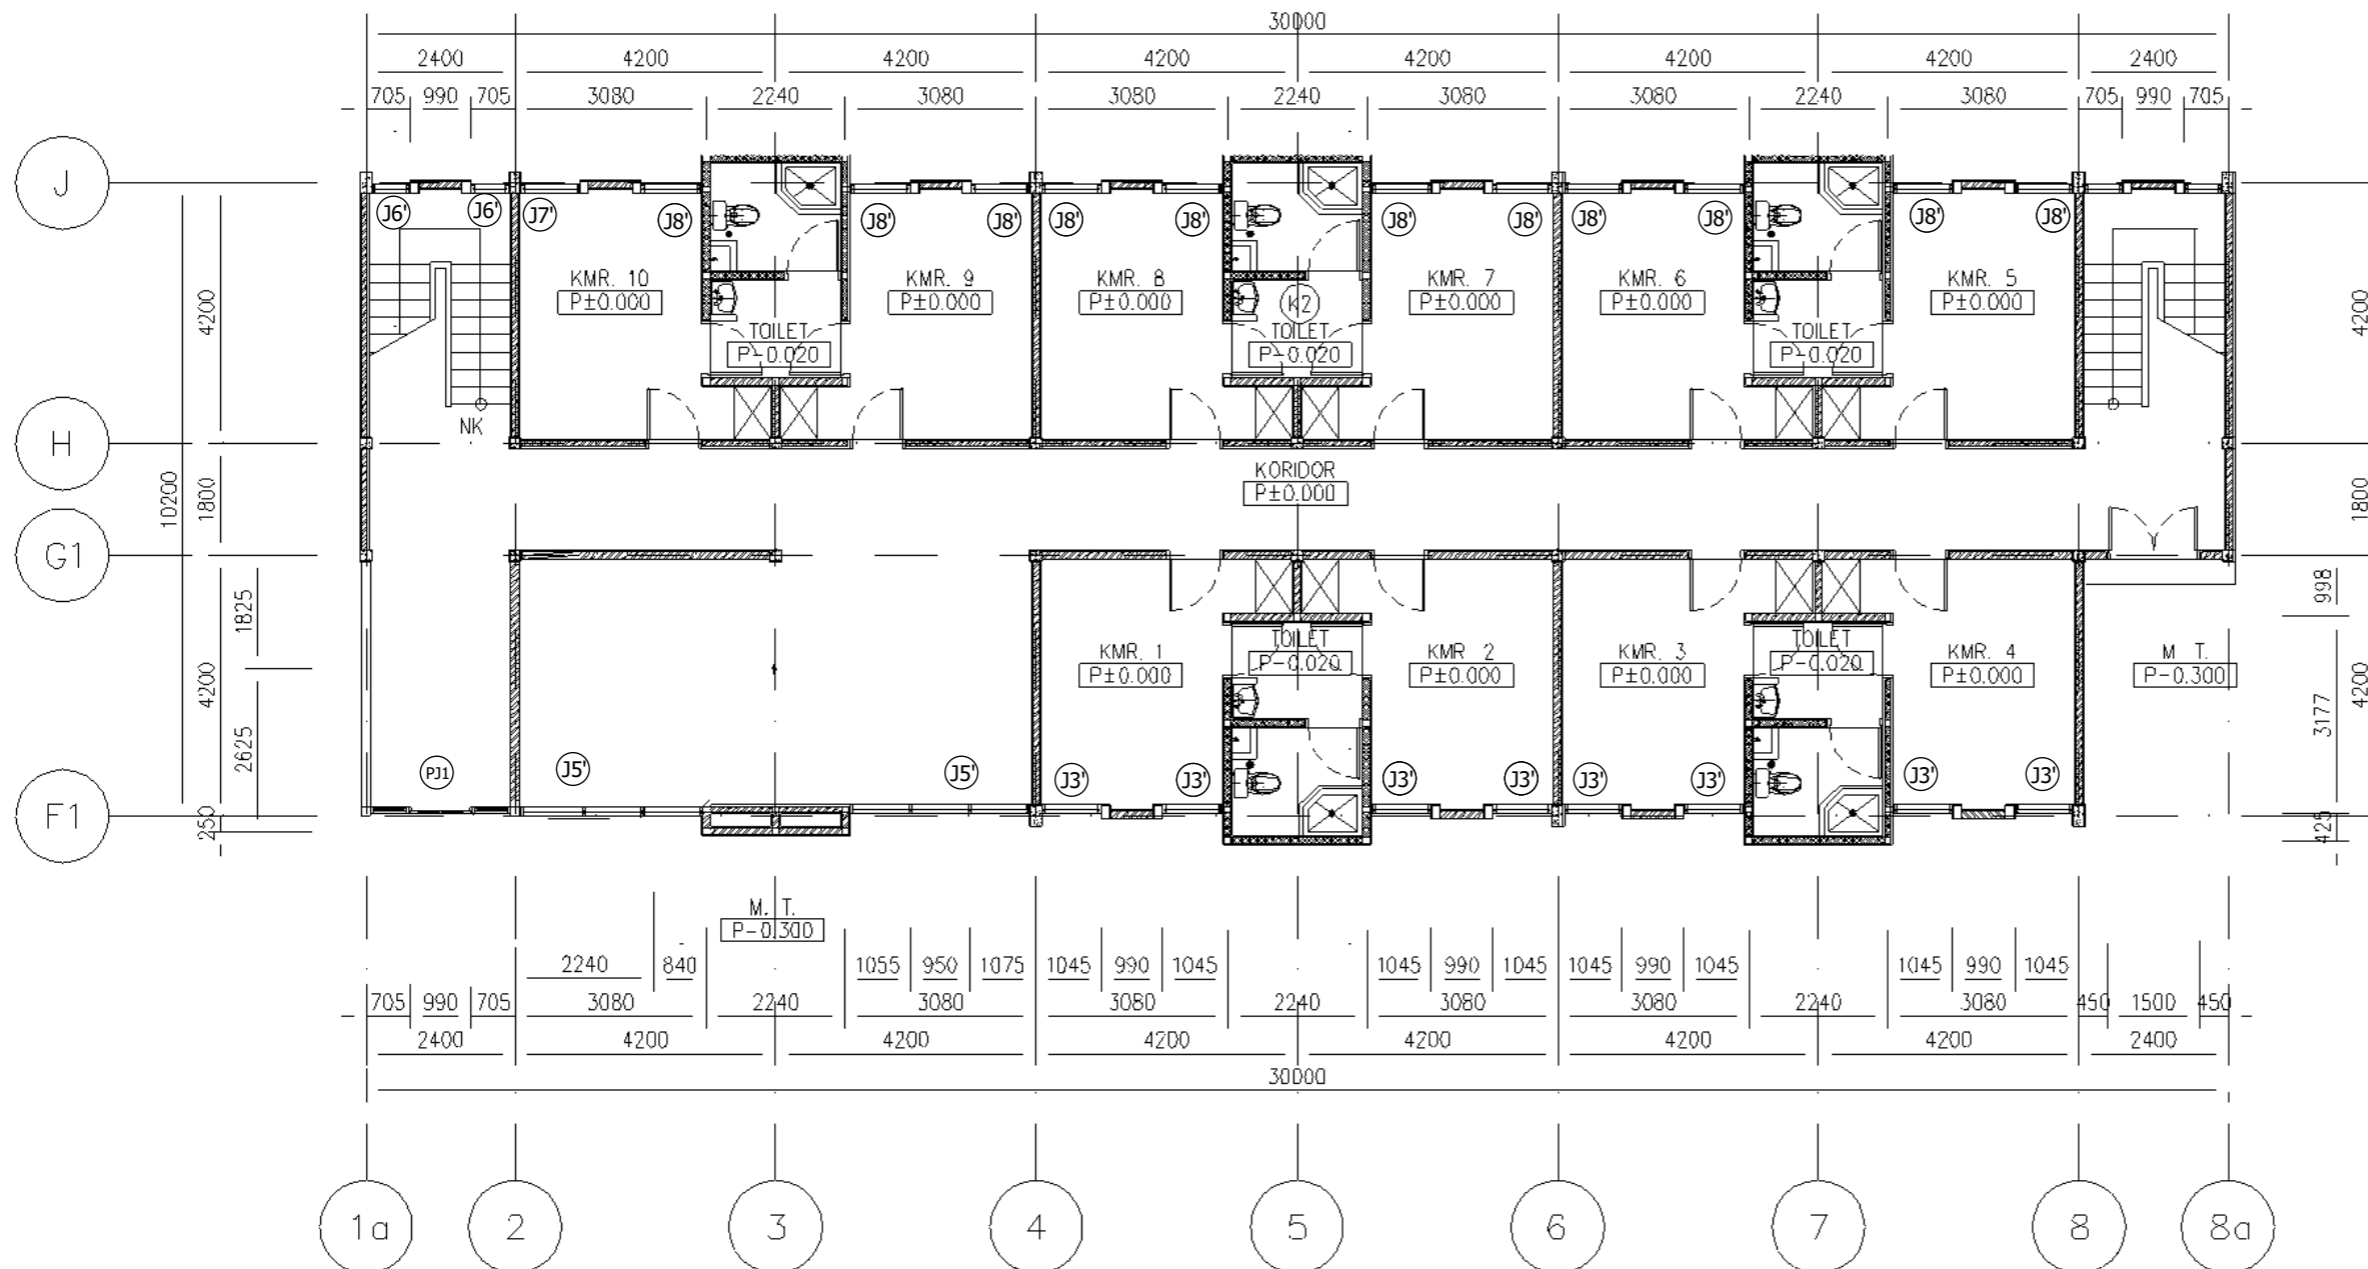 30000
2400 4200 4200 4200 4200 4200 4200 2400
705 990 705 3080 2240 3080 3080 2240 3080 3080 2240 3080 705 990 705
J
J6' J6' J7' J8' J8' J8' J8' J8' J8' J8' J8' J8' J8' J8'
KMR. 10 KMR. 9 KMR. 8 KMR. 7 KMR. 6 KMR. 5
P±0.000 P±0.000 P±0.000 P±0.000 P±0.000 P±0.000
K2
4200 4200
TOILET TOILET TOILET
P-0.020 P-0.020 P-0.020
NK
H
KORIDOR
P±0.000
10200 1800 1800
G1
998
1825
TOILET TOILET
KMR. 1 KMR 2 KMR. 3 KMR. 4 M T.
P-0.020 P-0.020
P±0.000 P±0.000 P±0.000 P±0.000 P-0.300
4200 4200
3177
2625
PJ1 J5' J5' J3' J3' J3' J3' J3' J3' J3' J3'
F1
250 425
M. T.
P-0.300
2240 840 1055 950 1075 1045 990 1045 1045 990 1045 1045 990 1045 1045 990 1045
705 990 705 3080 2240 3080 3080 2240 3080 3080 2240 3080 450 1500 450
2400 4200 4200 4200 4200 4200 4200 2400
30000
1a 2 3 4 5 6 7 8 8a